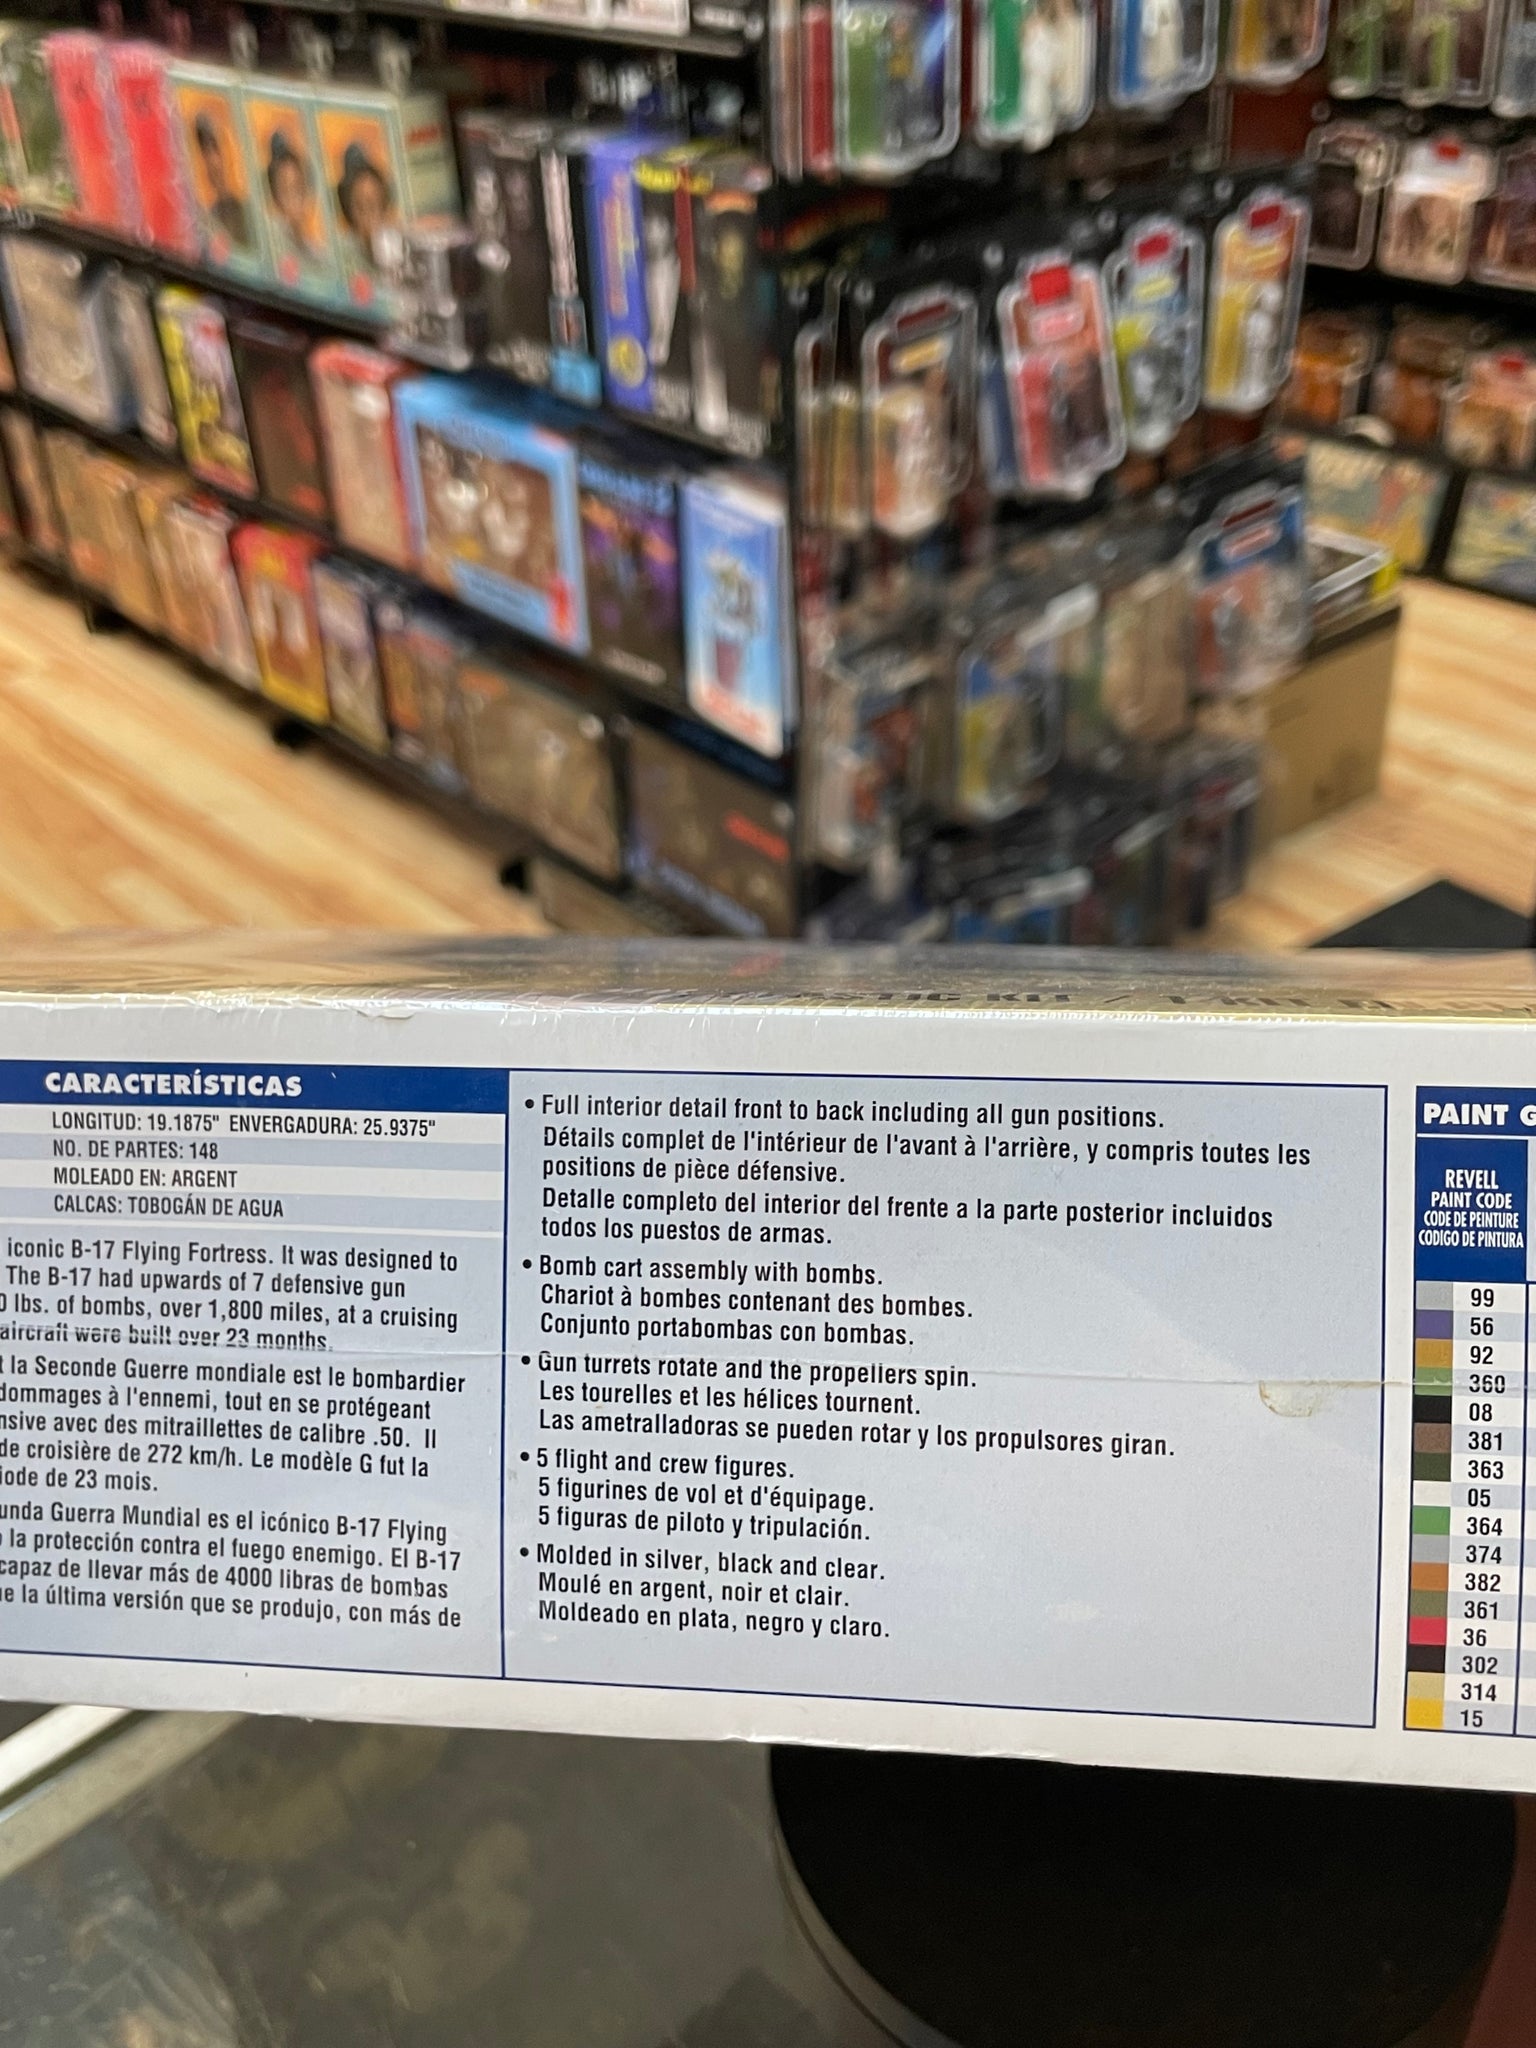 CARACTERÍSTICAS
LONGITUD: 19.1875" ENVERGADURA: 25.9375"
NO. DE PARTES: 148
MOLEADO EN: ARGENT
CALCAS: TOBOGÁN DE AGUA
iconic B-17 Flying Fortress. It was designed to
The B-17 had upwards of 7 defensive gun
0 lbs. of bombs, over 1,800 miles, at a cruising
aircraft were built over 23 months.
t la Seconde Guerre mondiale est le bombardier
dommages à l'ennemi, tout en se protégeant
nsive avec des mitraillettes de calibre .50. Il
de croisière de 272 km/h. Le modèle G fut la
iode de 23 mois.
unda Guerra Mundial es el icónico B-17 Flying
la protección contra el fuego enemigo. El B-17
capaz de llevar más de 4000 libras de bombas
ue la última versión que se produjo, con más de
• Full interior detail front to back including all gun positions.
Détails complet de l'intérieur de l'avant à l'arrière, y compris toutes les
positions de pièce défensive.
Detalle completo del interior del frente a la parte posterior incluidos
todos los puestos de armas.
• Bomb cart assembly with bombs.
Chariot à bombes contenant des bombes.
Conjunto portabombas con bombas.
• Gun turrets rotate and the propellers spin.
Les tourelles et les hélices tournent.
Las ametralladoras se pueden rotar y los propulsores giran.
• 5 flight and crew figures.
5 figurines de vol et d'équipage.
5 figuras de piloto y tripulación.
• Molded in silver, black and clear.
Moulé en argent, noir et clair.
Moldeado en plata, negro y claro.
PAINT G
REVELL
PAINT CODE
CODE DE PEINTURE
CODIGO DE PINTURA
99
56
92
360
08
381
363
05
364
374
382
361
36
302
314
15